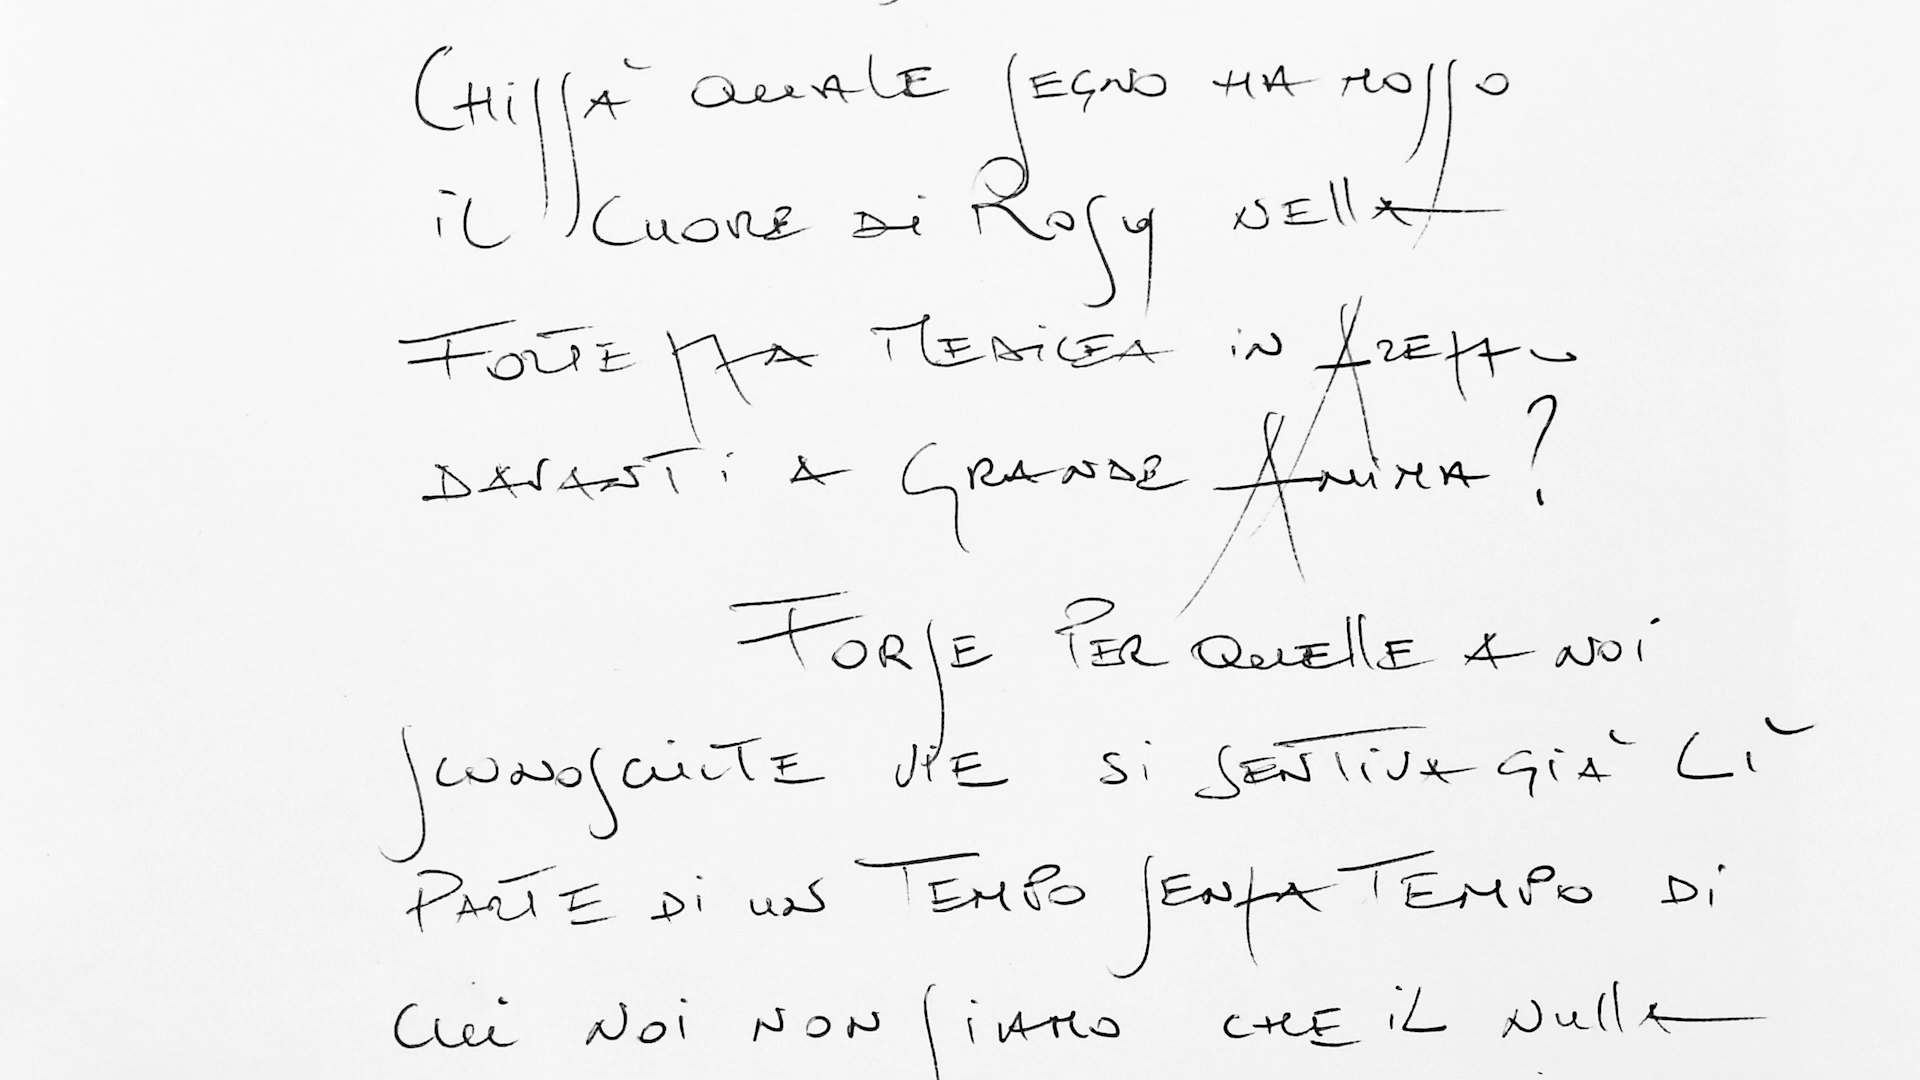 Chissà quale segno ha mosso
il cuore di Rosy nella
Fortezza Medicea in Arezzo
davanti a Grande Anima?
Forse per quelle a noi
sconosciute vie si sentiva già lì
parte di un tempo senza tempo di
cui noi non siamo che il nulla